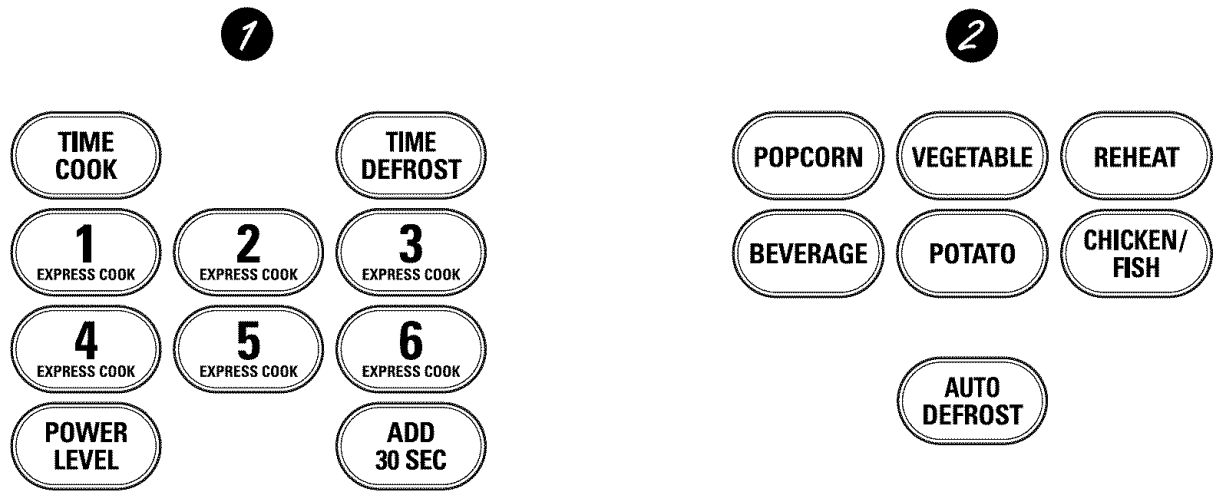 1
TIME
COOK
TIME
DEFROST
1
EXPRESS COOK
2
EXPRESS COOK
3
EXPRESS COOK
4
EXPRESS COOK
5
EXPRESS COOK
6
EXPRESS COOK
POWER
LEVEL
ADD
30 SEC
2
POPCORN
VEGETABLE
REHEAT
BEVERAGE
POTATO
CHICKEN/
FISH
AUTO
DEFROST